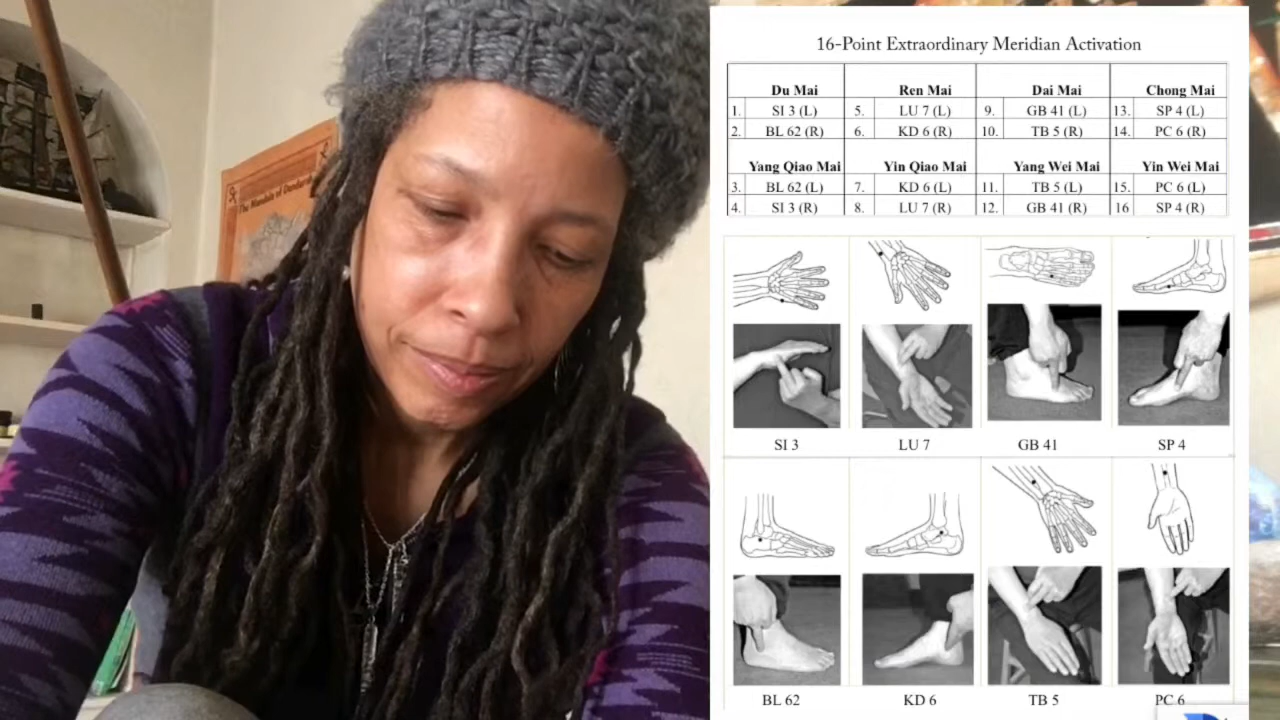 The Mandala of Dendera
16-Point Extraordinary Meridian Activation
Du Mai Ren Mai Dai Mai Chong Mai
1. SI 3 (L) 5. LU 7 (L) 9. GB 41 (L) 13. SP 4 (L)
2. BL 62 (R) 6. KD 6 (R) 10. TB 5 (R) 14. PC 6 (R)
Yang Qiao Mai Yin Qiao Mai Yang Wei Mai Yin Wei Mai
3. BL 62 (L) 7. KD 6 (L) 11. TB 5 (L) 15. PC 6 (L)
4. SI 3 (R) 8. LU 7 (R) 12. GB 41 (R) 16 SP 4 (R)
SI 3 LU 7 GB 41 SP 4
BL 62 KD 6 TB 5 PC 6